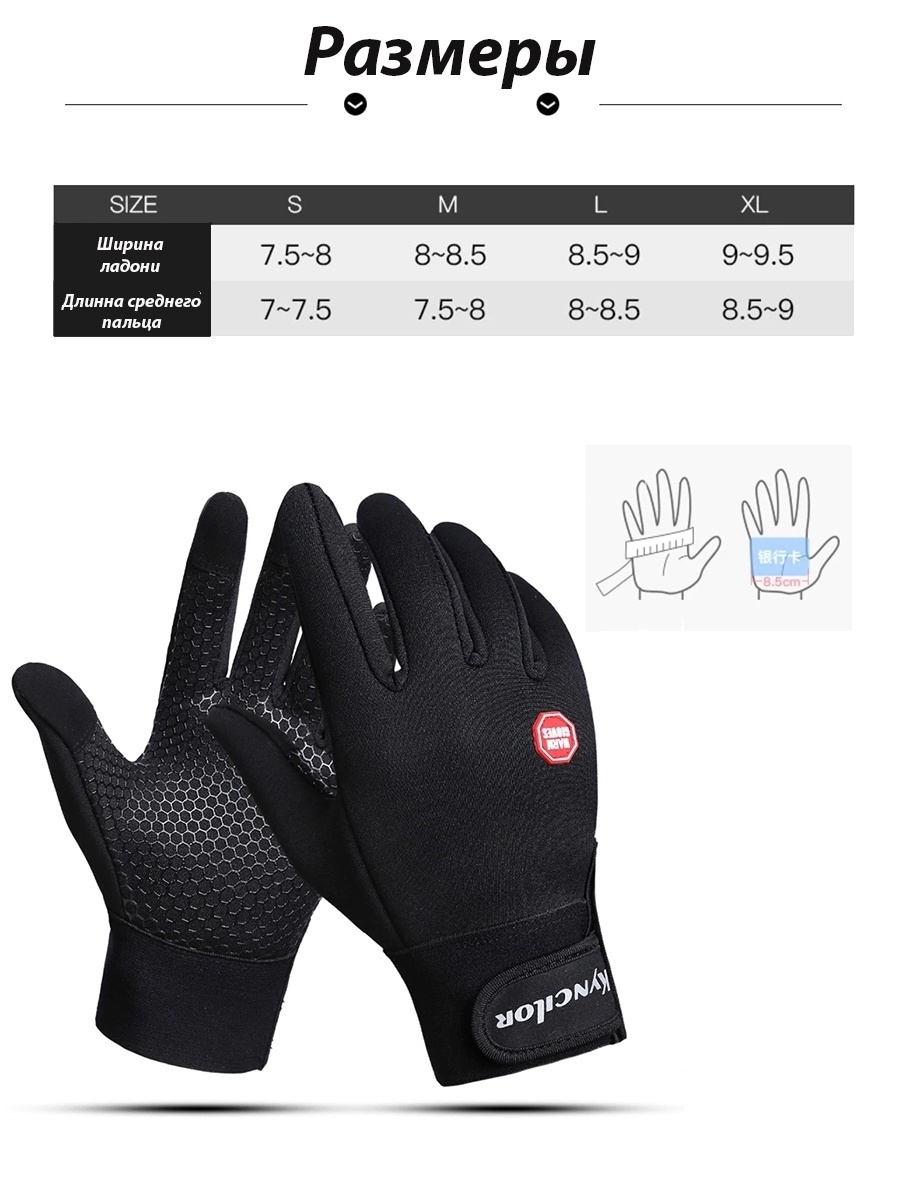 Размеры
SIZE S M L XL
Ширина
ладони
7.5~8 8~8.5 8.5~9 9~9.5
Длинна среднего
пальца
7~7.5 7.5~8 8~8.5 8.5~9
银行卡
8.5cm
WARM
GLOVES
KYNCILOR